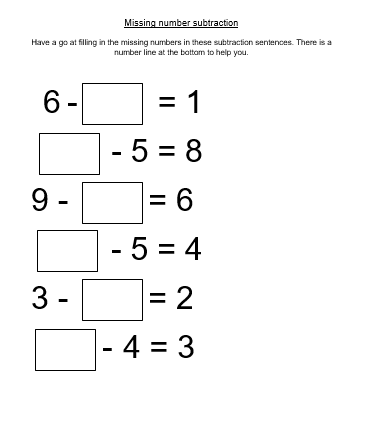 Missing number subtraction
Have a go at filling in the missing numbers in these subtraction sentences. There is a
number line at the bottom to help you.
6 - = 1
- 5 = 8
9 - = 6
- 5 = 4
3 - = 2
- 4 = 3